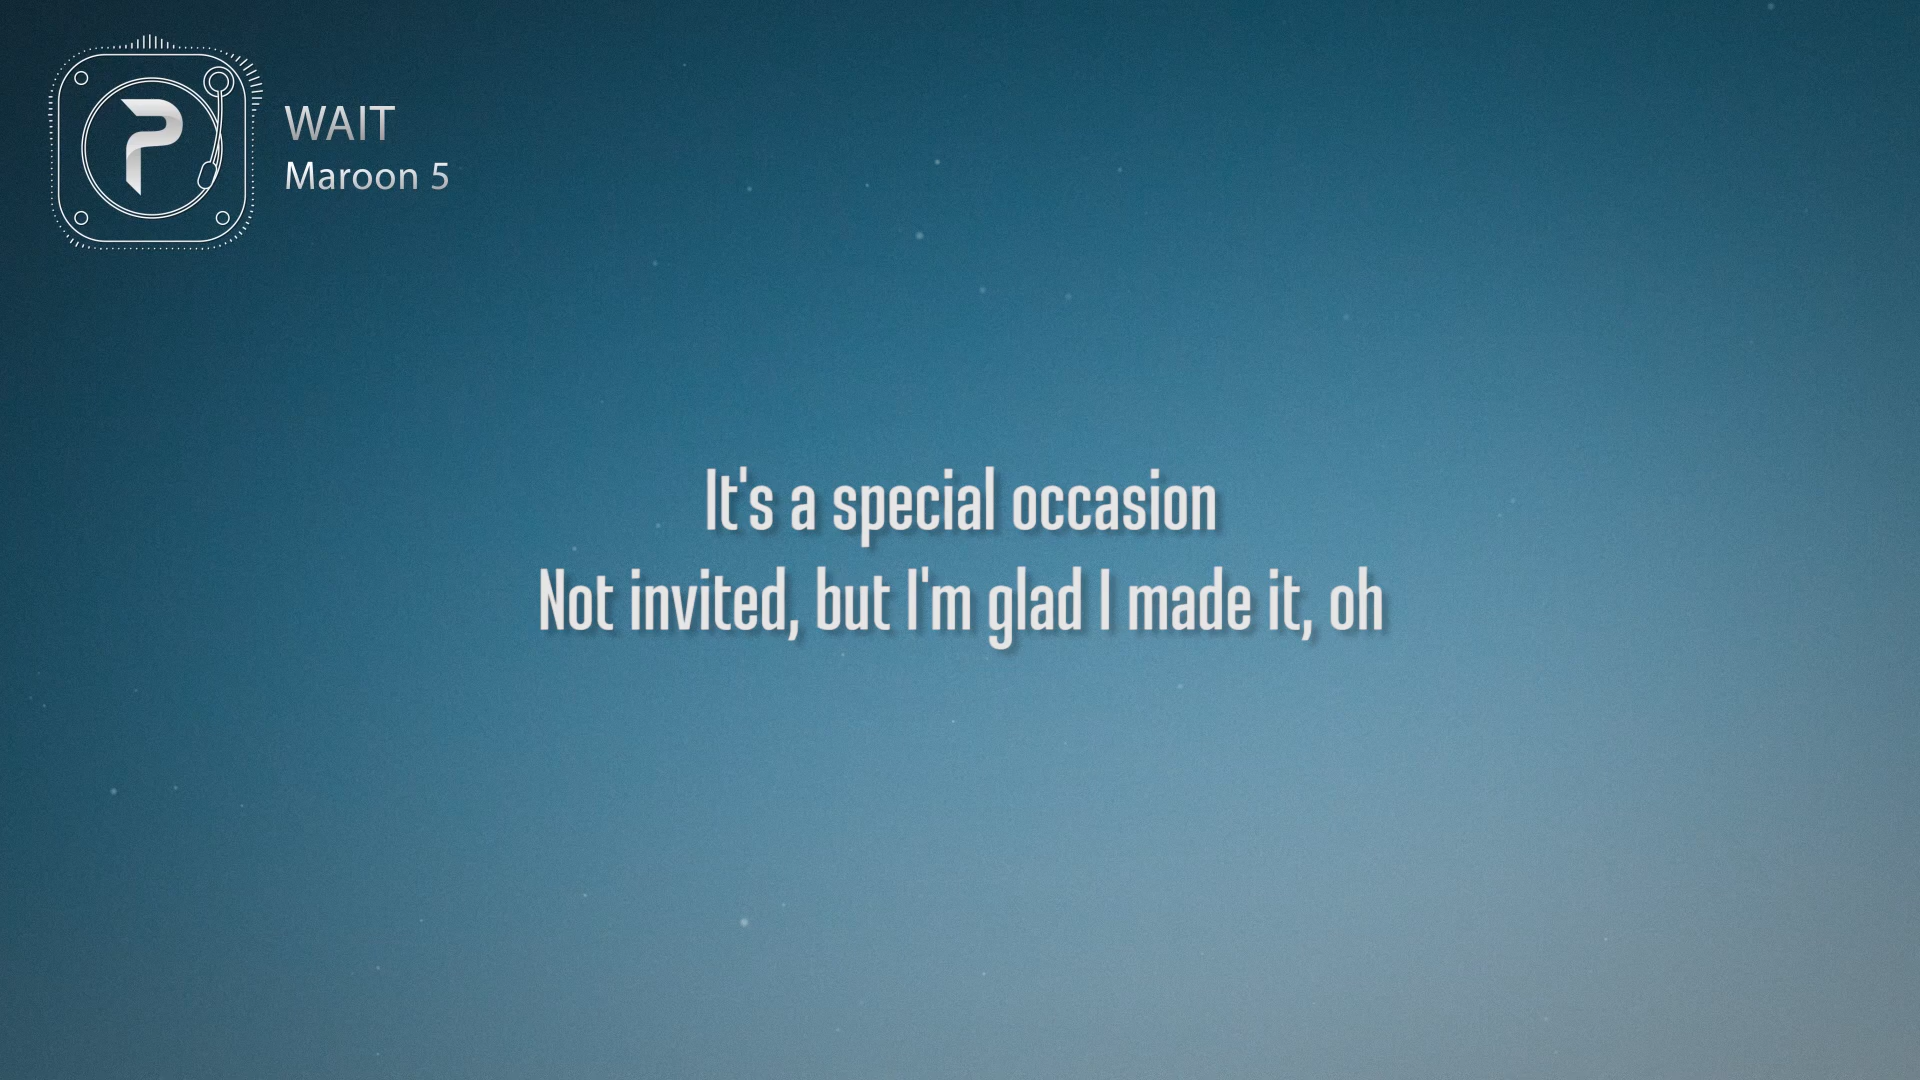 P
WAIT
Maroon 5
It's a special occasion
Not invited, but I'm glad I made it, oh